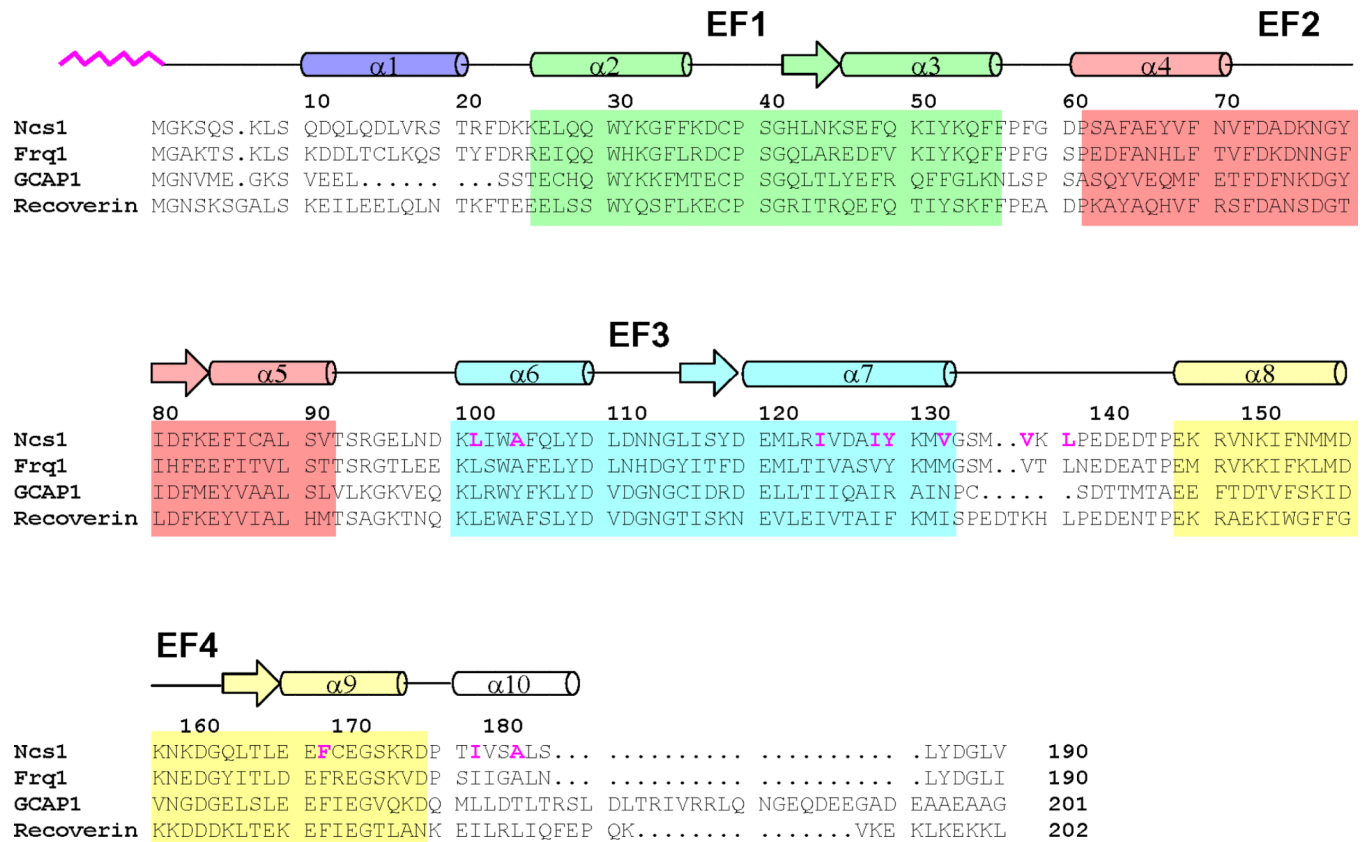 EF1 EF2
α1 α2 α3 α4
10 20 30 40 50 60 70
Ncs1 MGKSQS.KLS QDQLQDLVRS TRFDKKELQQ WYKGFFKDCP SGHLNKSEFQ KIYKQFFPFG DPSAFAEYVF NVFDADKNGY
Frq1 MGAKTS.KLS KDDLTCLKQS TYFDRREIQQ WHKGFLRDCP SGQLAREDFV KIYKQFFPFG SPEDFANHLF TVFDKDNNGF
GCAP1 MGNVME.GKS VEEL...... ...SSTECHQ WYKKFMTECP SGQLTLYEFR QFFGLKNLSP SASQYVEQMF ETFDFNKDGY
Recoverin MGNSKSGALS KEILEELQLN TKFTEEELSS WYQSFLKECP SGRITRQEFQ TIYSKFFPEA DPKAYAQHVF RSFDANSDGT
EF3
α5 α6 α7 α8
80 90 100 110 120 130 140 150
Ncs1 IDFKEFICAL SVTSRGELND KLIWAFQLYD LDNNGLISYD EMLRIVDAIY KMVGSM..VK LPEDEDTPEK RVNKIFNMMD
Frq1 IHFEEFITVL STTSRGTLEE KLSWAFELYD LNHDGYITFD EMLTIVASVY KMMGSM..VT LNEDEATPEM RVKKIFKLMD
GCAP1 IDFMEYVAAL SLVLKGKVEQ KLRWYFKLYD VDGNGCIDRD ELLTIIQAIR AINPC..... .SDTTMTAEE FTDTVFSKID
Recoverin LDFKEYVIAL HMTSAGKTNQ KLEWAFSLYD VDGNGTISKN EVLEIVTAIF KMISPEDTKH LPEDENTPEK RAEKIWGFFG
EF4
α9 α10
160 170 180
Ncs1 KNKDGQLTLE EFCEGSKRDP TIVSALS... .......... .LYDGLV 190
Frq1 KNEDGYITLD EFREGSKVDP SIIGALN... .......... .LYDGLI 190
GCAP1 VNGDGELSLE EFIEGVQKDQ MLLDTLTRSL DLTRIVRRLQ NGEQDEEGAD EAAEAAG 201
Recoverin KKDDDKLTEK EFIEGTLANK EILRLIQFEP QK........ .......VKE KLKEKKL 202